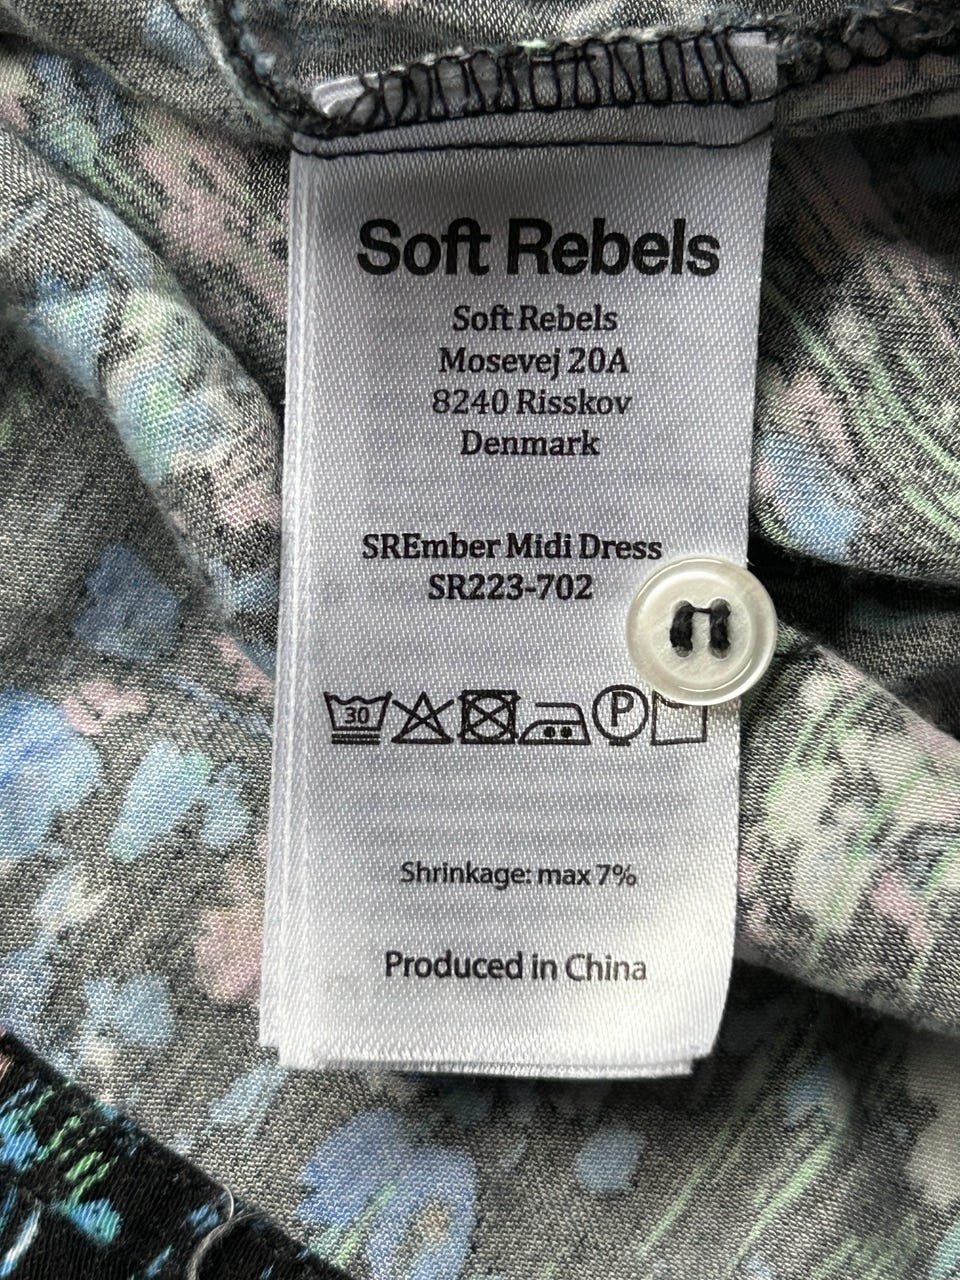 Soft Rebels
Soft Rebels
Mosevej 20A
8240 Risskov
Denmark
SREmber Midi Dress
SR223-702
30 P
Shrinkage: max 7%
Produced in China